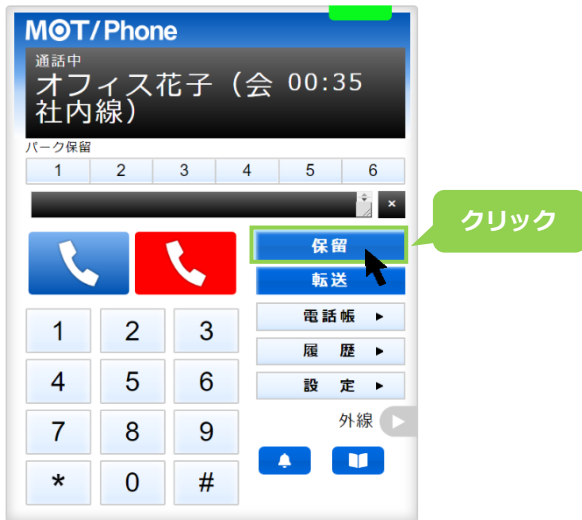 MOT/Phone
通話中
オフィス花子（会 00:35
社内線）
パーク保留
1 2 3 4 5 6
×
保留
クリック
転送
電話帳 ▶
履 歴 ▶
設 定 ▶
外線
1 2 3
4 5 6
7 8 9
* 0 #